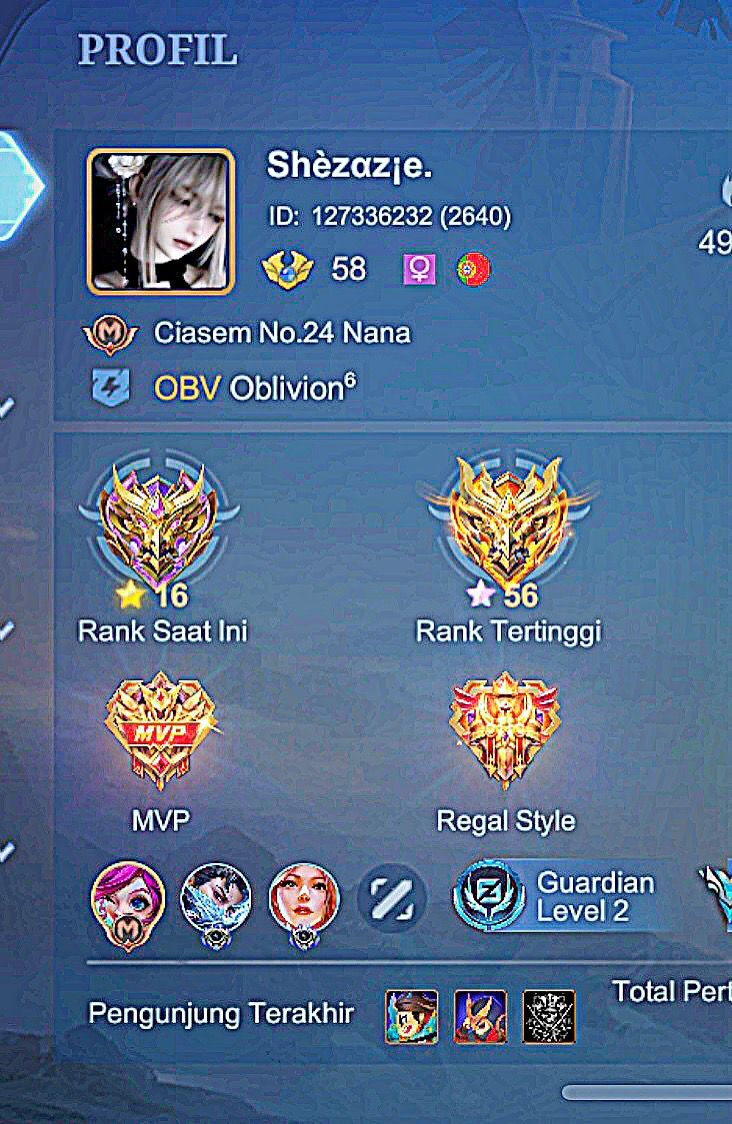 PROFIL
Shèzαz¡e.
ID: 127336232 (2640)
58
49
Ciasem No.24 Nana
M
OBV Oblivion⁶
16
56
Rank Saat Ini
Rank Tertinggi
MVP
MVP
Regal Style
M
Guardian
Level 2
Total Pert
Pengunjung Terakhir